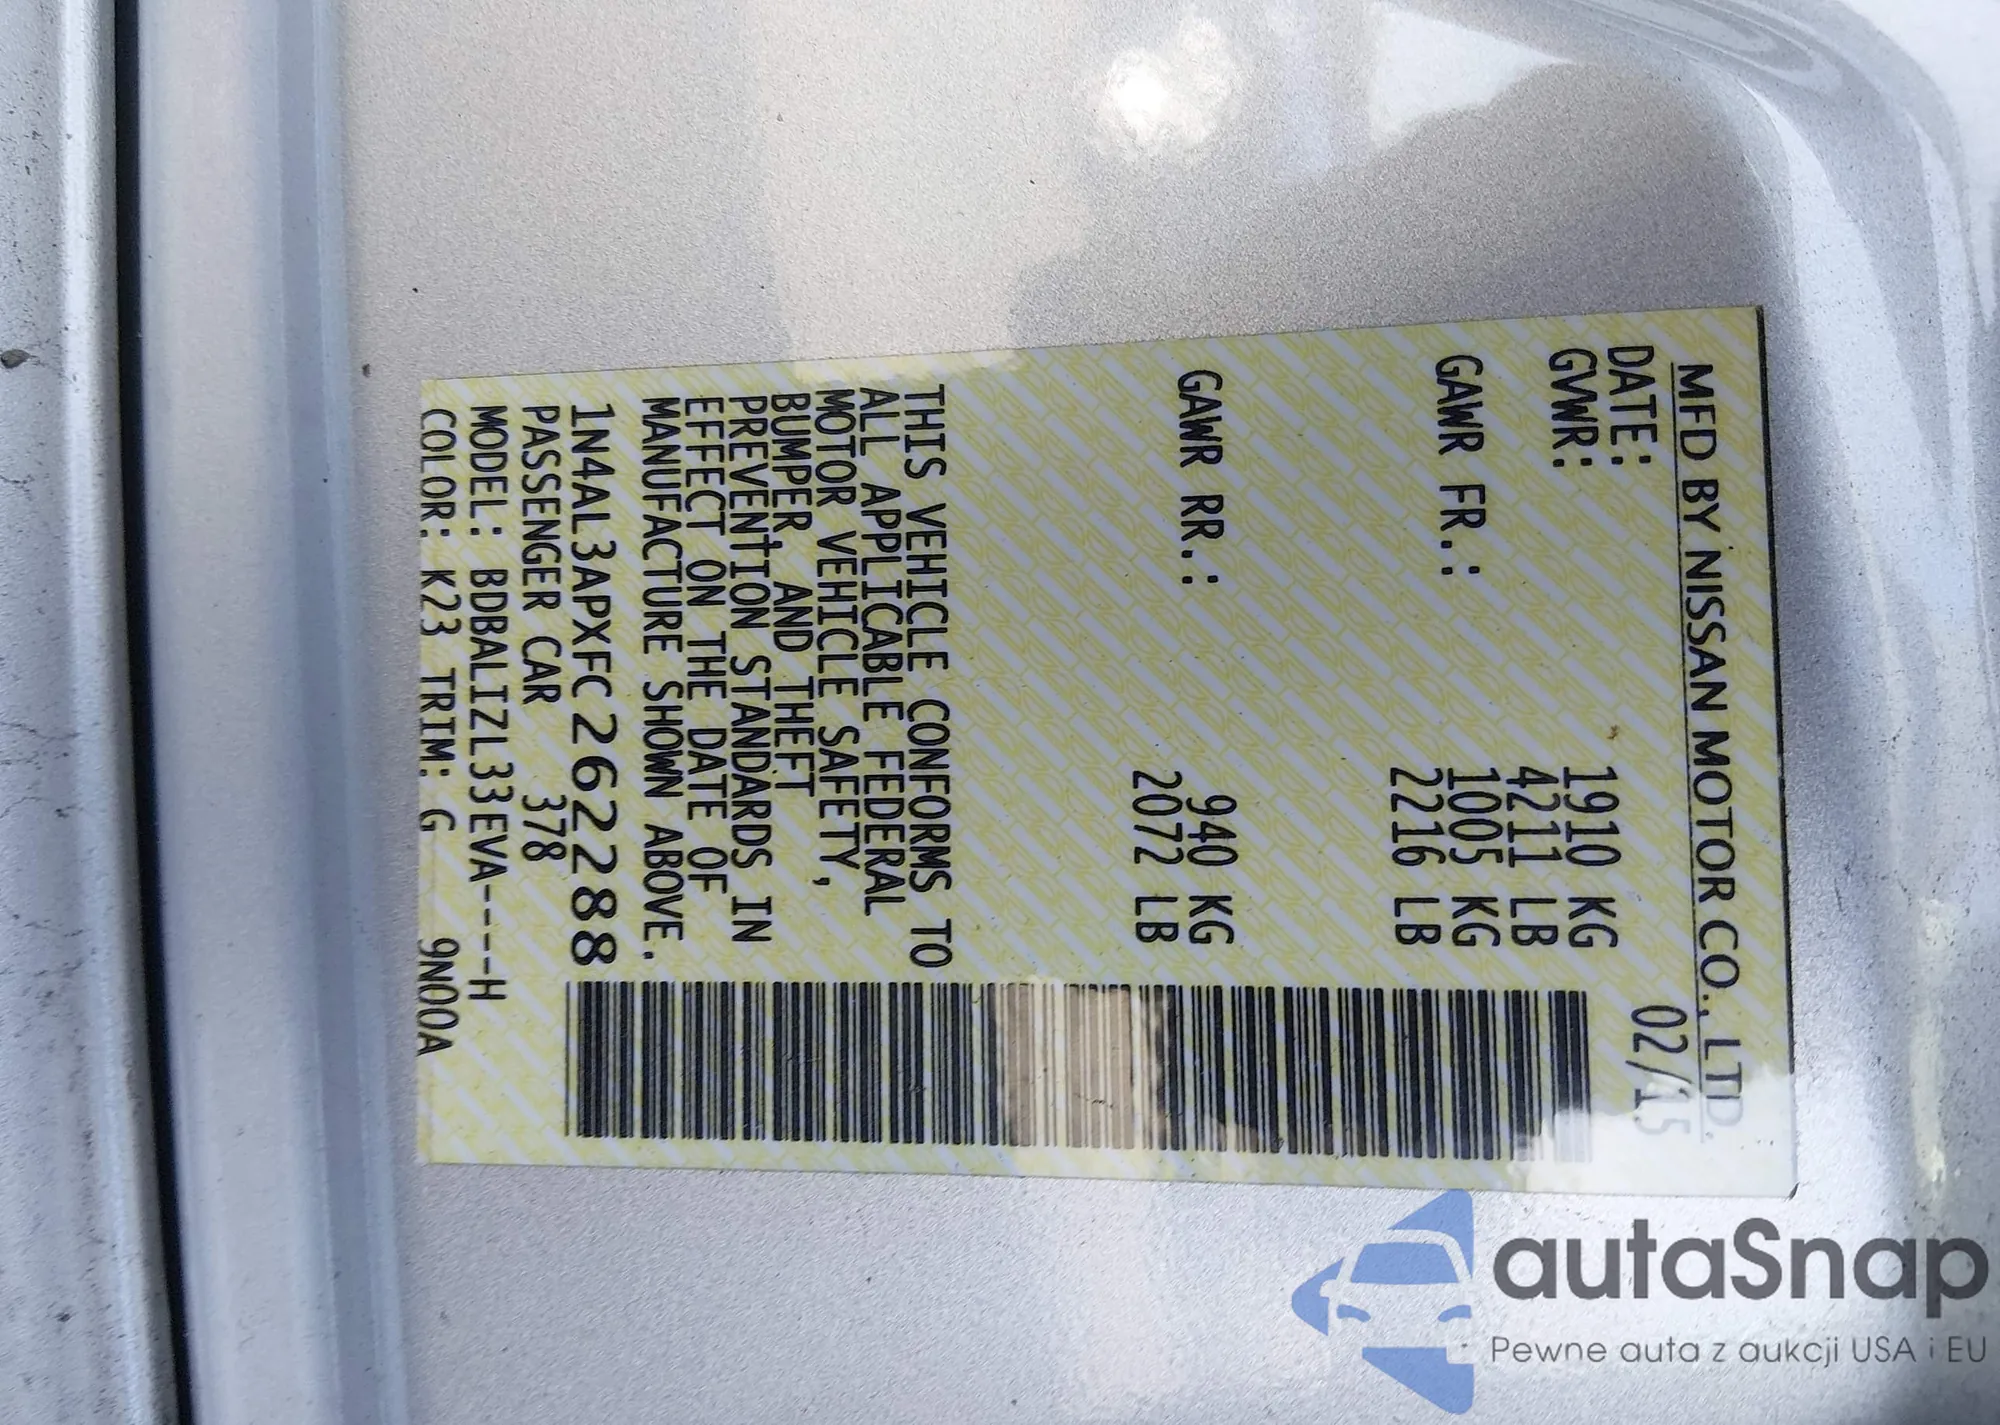 MFD BY NISSAN MOTOR CO., LTD.
DATE: 02/15
GVWR: 1910 KG
4211 LB
GAWR FR.: 1005 KG
2216 LB
GAWR RR.: 940 KG
2072 LB
THIS VEHICLE CONFORMS TO
ALL APPLICABLE FEDERAL
MOTOR VEHICLE SAFETY,
BUMPER, AND THEFT
PREVENTION STANDARDS IN
EFFECT ON THE DATE OF
MANUFACTURE SHOWN ABOVE.
1N4AL3APXFC262288
PASSENGER CAR 378
MODEL: BDBALIZL33EVA----H
COLOR: K23 TRIM: G 9N00A
autaSnap
Pewne auta z aukcji USA i EU